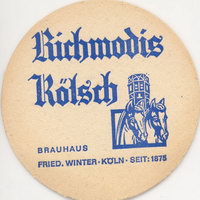 Richmodis
Kölsch
BRAUHAUS
FRIED. WINTER · KÖLN · SEIT: 1875